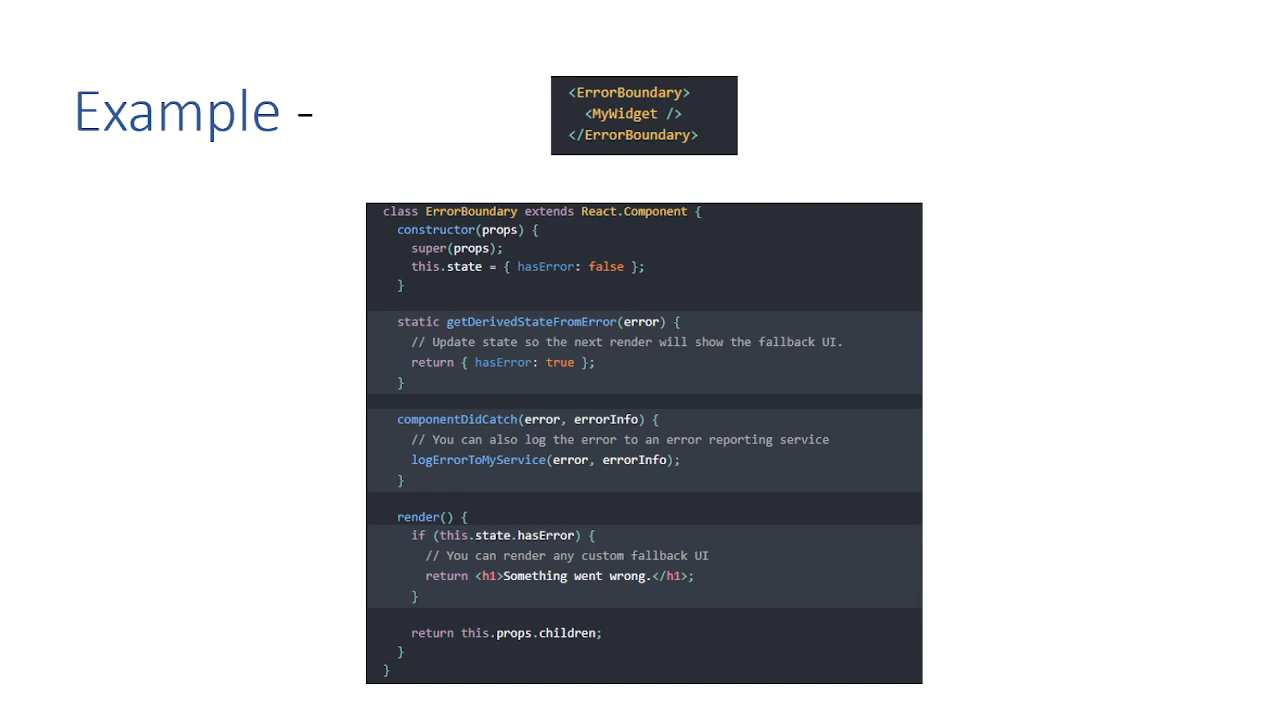 Example -
<ErrorBoundary>
<MyWidget />
</ErrorBoundary>
class ErrorBoundary extends React.Component {
constructor(props) {
super(props);
this.state = { hasError: false };
}
static getDerivedStateFromError(error) {
// Update state so the next render will show the fallback UI.
return { hasError: true };
}
componentDidCatch(error, errorInfo) {
// You can also log the error to an error reporting service
logErrorToMyService(error, errorInfo);
}
render() {
if (this.state.hasError) {
// You can render any custom fallback UI
return <h1>Something went wrong.</h1>;
}
return this.props.children;
}
}